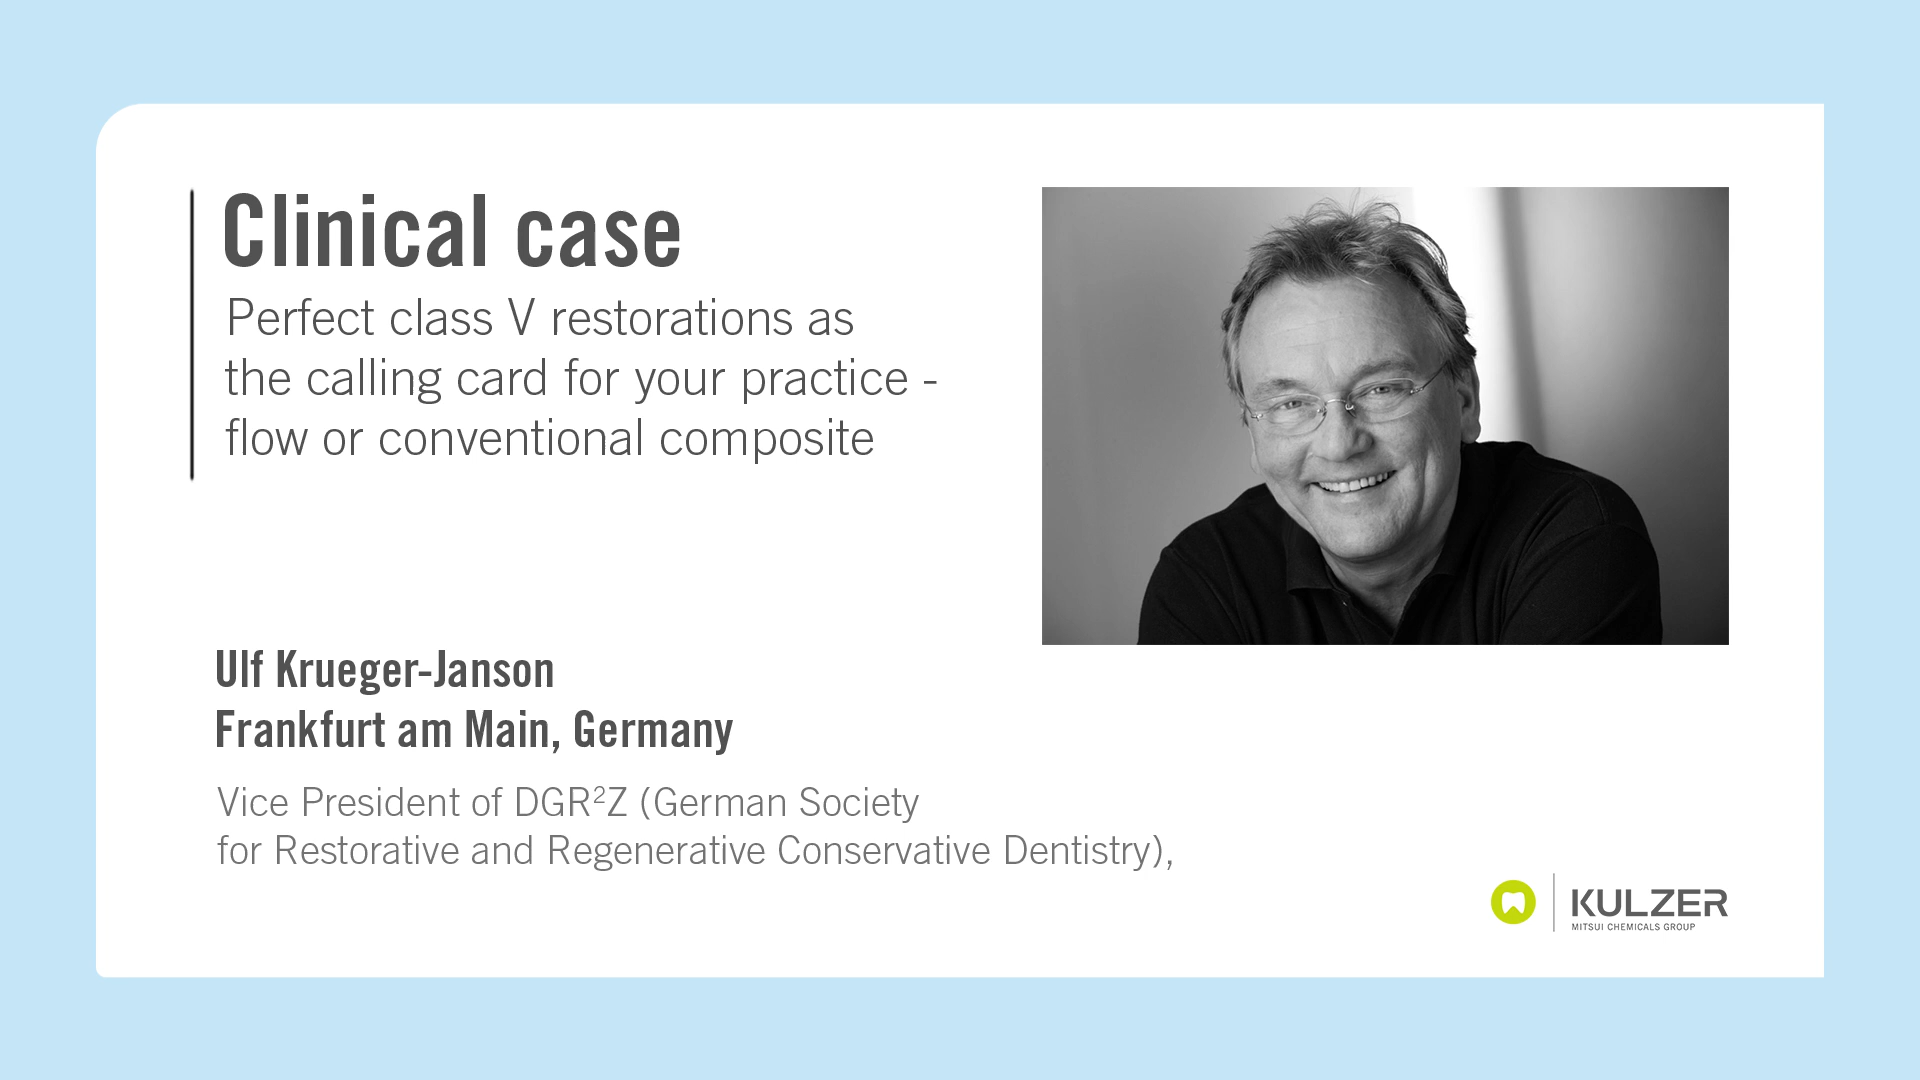 Clinical case
Perfect class V restorations as
the calling card for your practice -
flow or conventional composite
Ulf Krueger-Janson
Frankfurt am Main, Germany
Vice President of DGR²Z (German Society
for Restorative and Regenerative Conservative Dentistry),
KULZER
MITSUI CHEMICALS GROUP